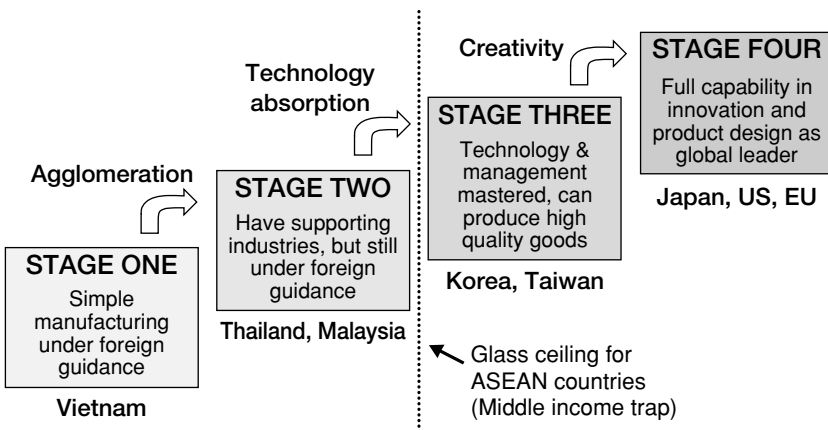 Creativity
STAGE FOUR
Full capability in
innovation and
product design as
global leader
Japan, US, EU
Technology
absorption
STAGE THREE
Technology &
management
mastered, can
produce high
quality goods
Korea, Taiwan
Agglomeration
STAGE TWO
Have supporting
industries, but still
under foreign
guidance
Thailand, Malaysia
STAGE ONE
Simple
manufacturing
under foreign
guidance
Vietnam
Glass ceiling for
ASEAN countries
(Middle income trap)